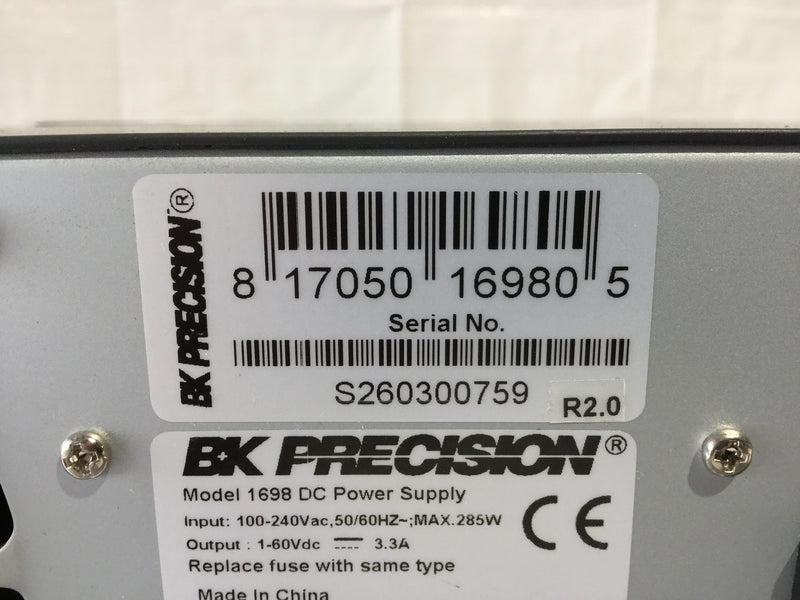 BK PRECISION®
8 17050 16980 5
Serial No.
S260300759
R2.0
BK PRECISION®
Model 1698 DC Power Supply
Input: 100-240Vac,50/60HZ~;MAX.285W
Output : 1-60Vdc ⎓ 3.3A
CE
Replace fuse with same type
Made In China